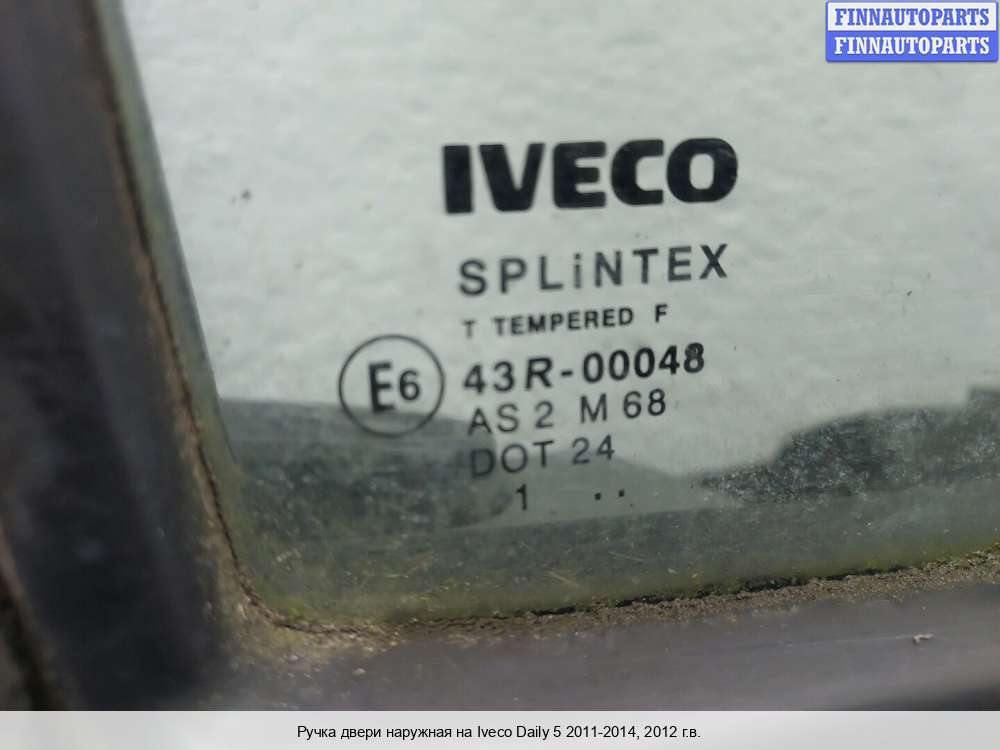 FINNAUTOPARTS
FINNAUTOPARTS
IVECO
SPLiNTEX
T TEMPERED F
E6
43R-00048
AS 2 M 68
DOT 24
1 ..
Ручка двери наружная на Iveco Daily 5 2011-2014, 2012 г.в.